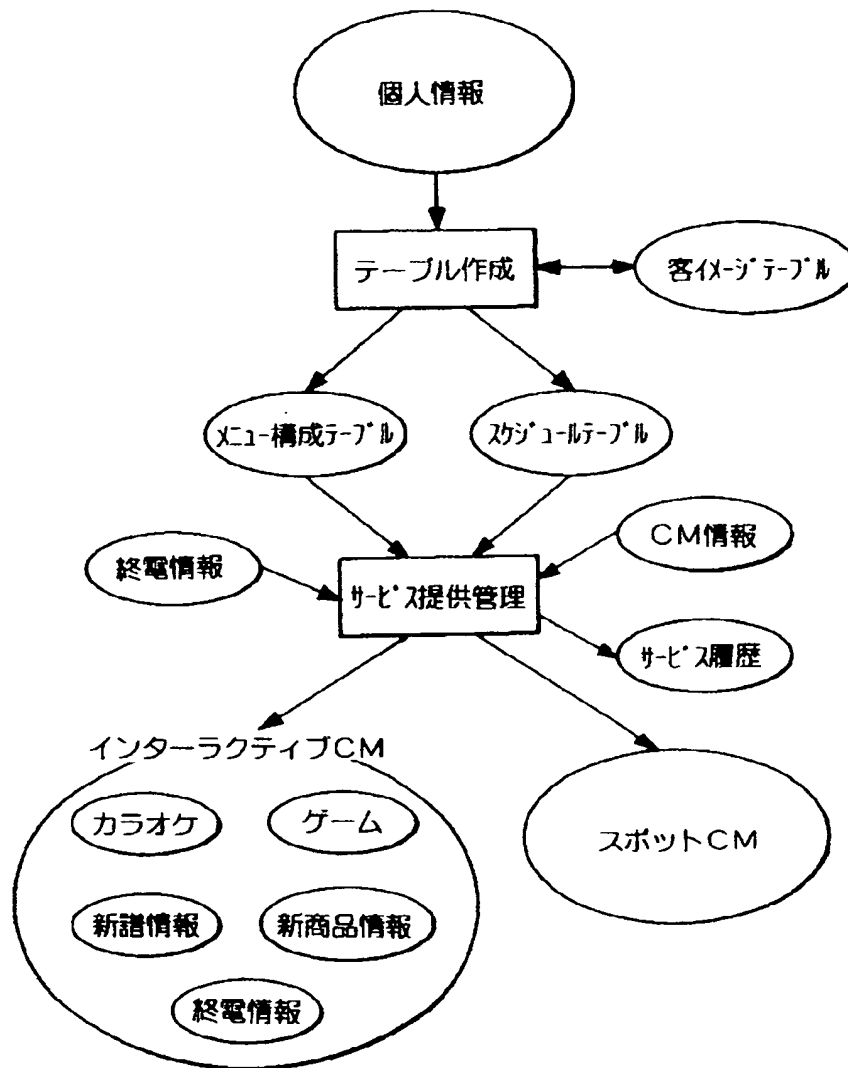 個人情報
テーブル作成
客ｲﾒｰｼﾞﾃｰﾌﾞﾙ
ﾒﾆｭｰ構成ﾃｰﾌﾞﾙ
ｽｹｼﾞｭｰﾙﾃｰﾌﾞﾙ
終電情報
ＣＭ情報
ｻｰﾋﾞｽ提供管理
ｻｰﾋﾞｽ履歴
インターラクティブＣＭ
カラオケ
ゲーム
スポットＣＭ
新譜情報
新商品情報
終電情報